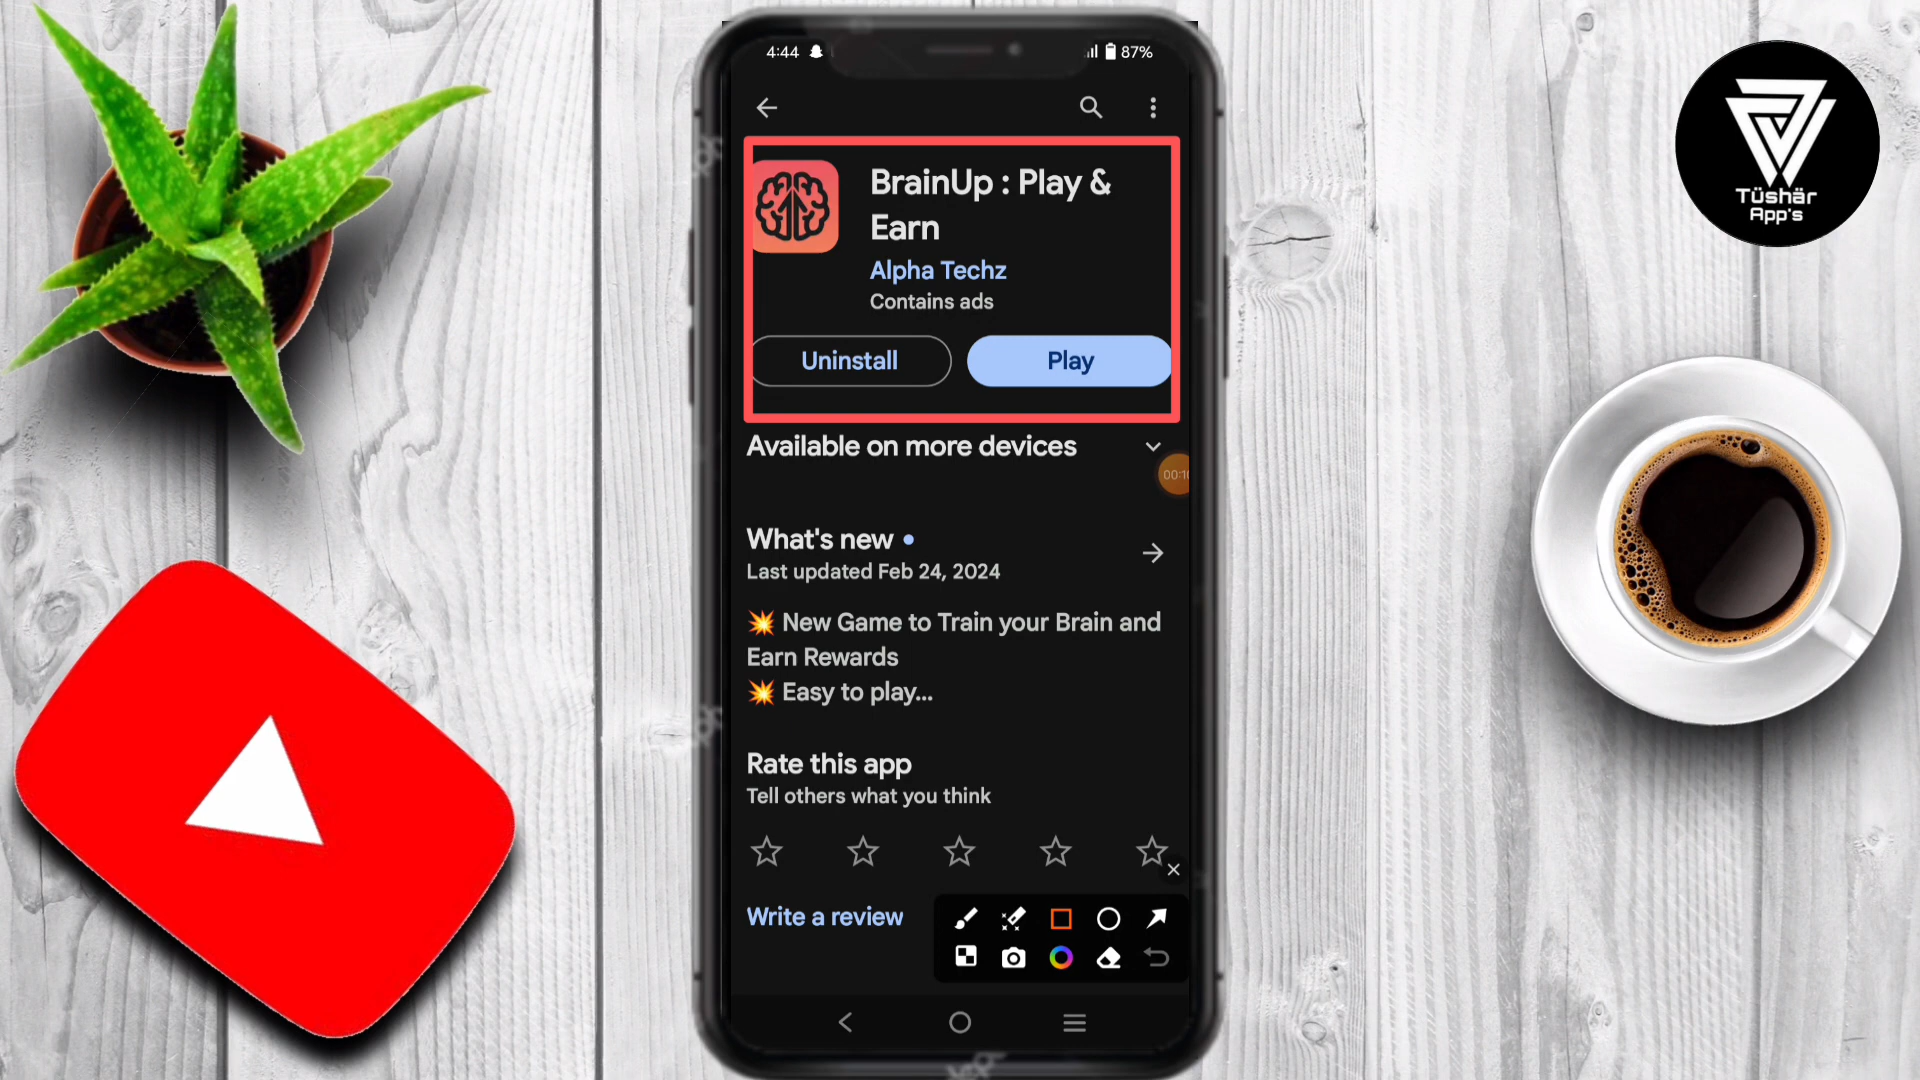 4:44
87%
BrainUp : Play &
Earn
Alpha Techz
Contains ads
Uninstall
Play
Available on more devices
What's new
Last updated Feb 24, 2024
💥 New Game to Train your Brain and
Earn Rewards
💥 Easy to play...
Rate this app
Tell others what you think
Write a review
Tüshär
App's